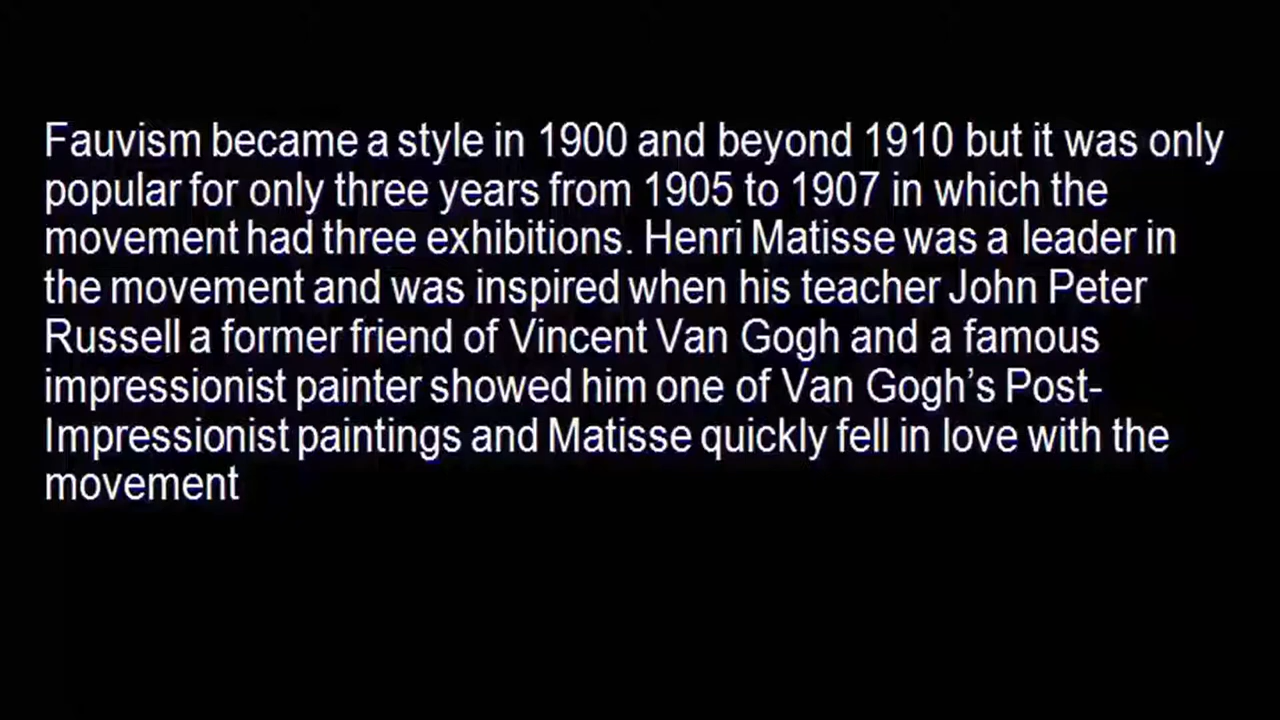 Fauvism became a style in 1900 and beyond 1910 but it was only
popular for only three years from 1905 to 1907 in which the
movement had three exhibitions. Henri Matisse was a leader in
the movement and was inspired when his teacher John Peter
Russell a former friend of Vincent Van Gogh and a famous
impressionist painter showed him one of Van Gogh’s Post-
Impressionist paintings and Matisse quickly fell in love with the
movement